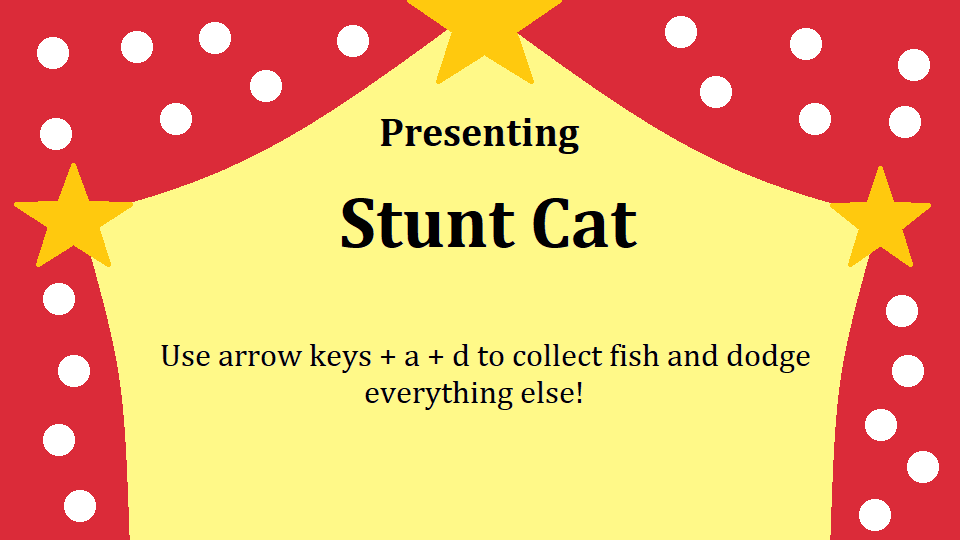 Presenting
Stunt Cat
Use arrow keys + a + d to collect fish and dodge
everything else!